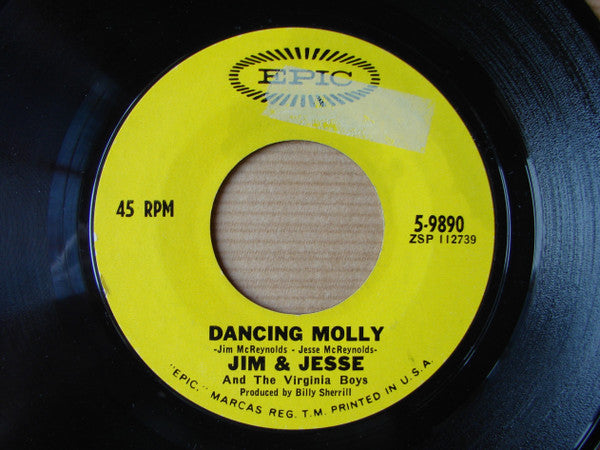 EPIC
45 RPM
5-9890
ZSP 112739
DANCING MOLLY
-Jim McReynolds - Jesse McReynolds-
JIM & JESSE
And The Virginia Boys
Produced by Billy Sherrill
"EPIC," MARCAS REG. T.M. PRINTED IN U.S.A.